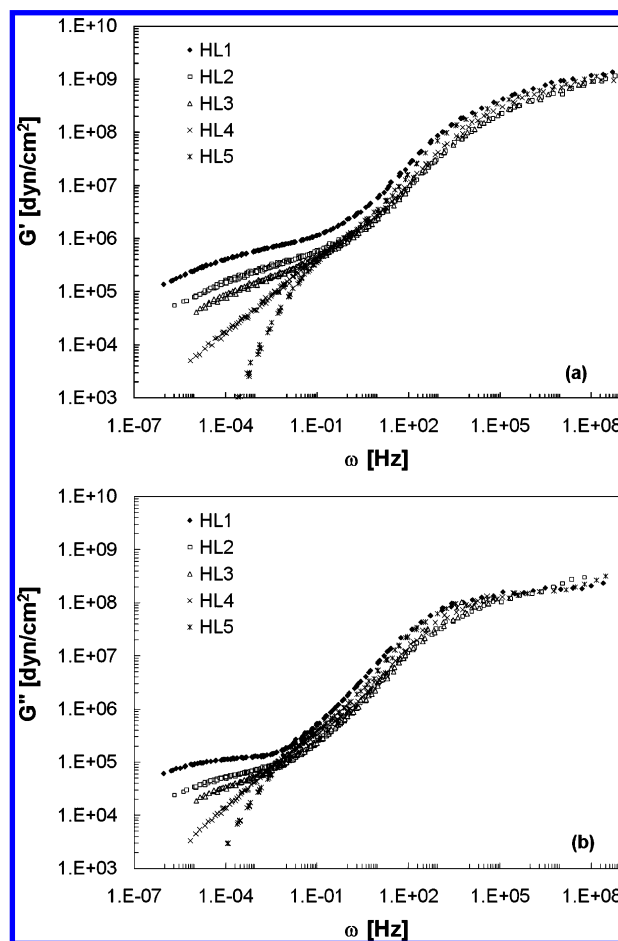 1.E+10
1.E+09
1.E+08
1.E+07
1.E+06
1.E+05
1.E+04
1.E+03
G' [dyn/cm²]
HL1
HL2
HL3
HL4
HL5
(a)
1.E-07 1.E-04 1.E-01 1.E+02 1.E+05 1.E+08
ω [Hz]
1.E+10
1.E+09
1.E+08
1.E+07
1.E+06
1.E+05
1.E+04
1.E+03
G'' [dyn/cm²]
HL1
HL2
HL3
HL4
HL5
(b)
1.E-07 1.E-04 1.E-01 1.E+02 1.E+05 1.E+08
ω [Hz]